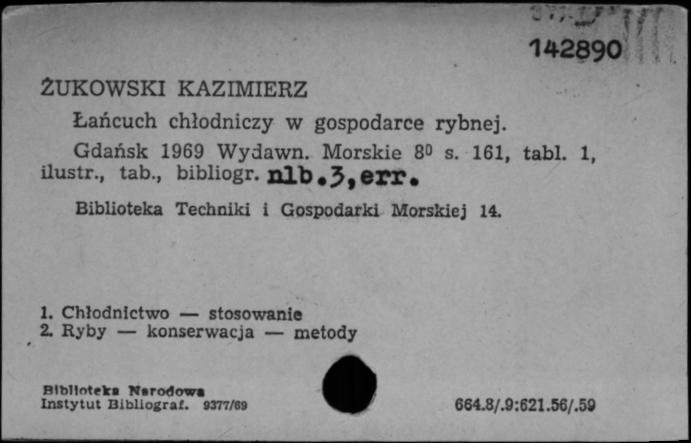 142890
ŻUKOWSKI KAZIMIERZ
Łańcuch chłodniczy w gospodarce rybnej.
Gdańsk 1969 Wydawn. Morskie 8⁰ s. 161, tabl. 1,
ilustr., tab., bibliogr. nlb.3,err.
Biblioteka Techniki i Gospodarki Morskiej 14.
1. Chłodnictwo — stosowanie
2. Ryby — konserwacja — metody
Biblioteka Narodowa
Instytut Bibliograf. 9377/69
664.8/.9:621.56/.59